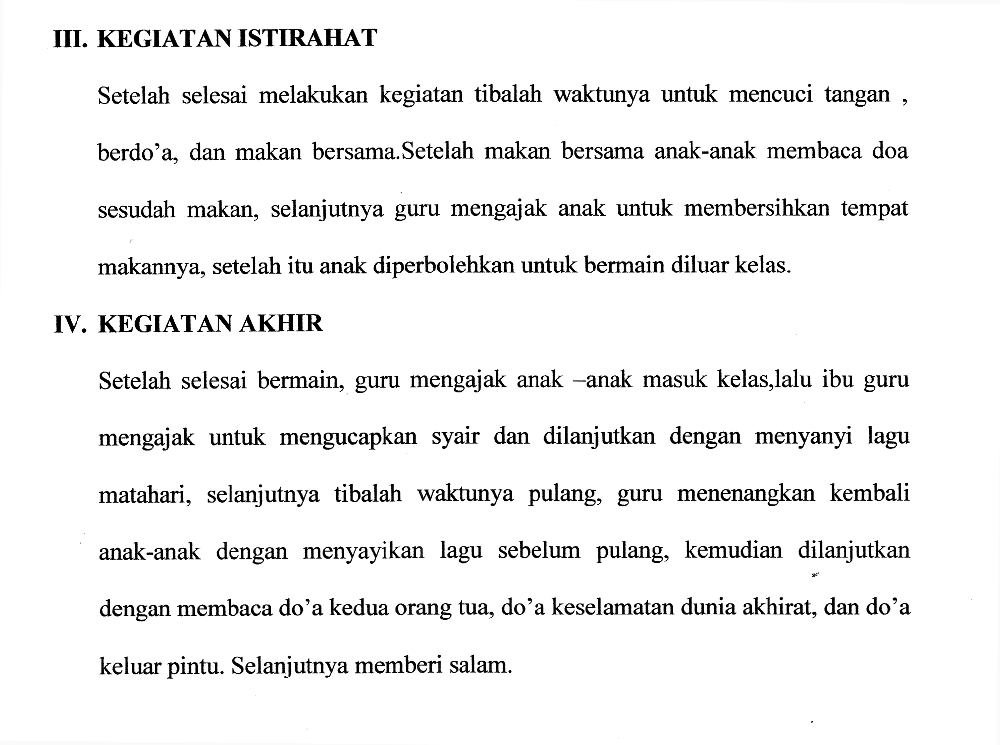 III. KEGIATAN ISTIRAHAT
Setelah selesai melakukan kegiatan tibalah waktunya untuk mencuci tangan ,
berdo’a, dan makan bersama.Setelah makan bersama anak-anak membaca doa
sesudah makan, selanjutnya guru mengajak anak untuk membersihkan tempat
makannya, setelah itu anak diperbolehkan untuk bermain diluar kelas.
IV. KEGIATAN AKHIR
Setelah selesai bermain, guru mengajak anak –anak masuk kelas,lalu ibu guru
mengajak untuk mengucapkan syair dan dilanjutkan dengan menyanyi lagu
matahari, selanjutnya tibalah waktunya pulang, guru menenangkan kembali
anak-anak dengan menyayikan lagu sebelum pulang, kemudian dilanjutkan
dengan membaca do’a kedua orang tua, do’a keselamatan dunia akhirat, dan do’a
keluar pintu. Selanjutnya memberi salam.